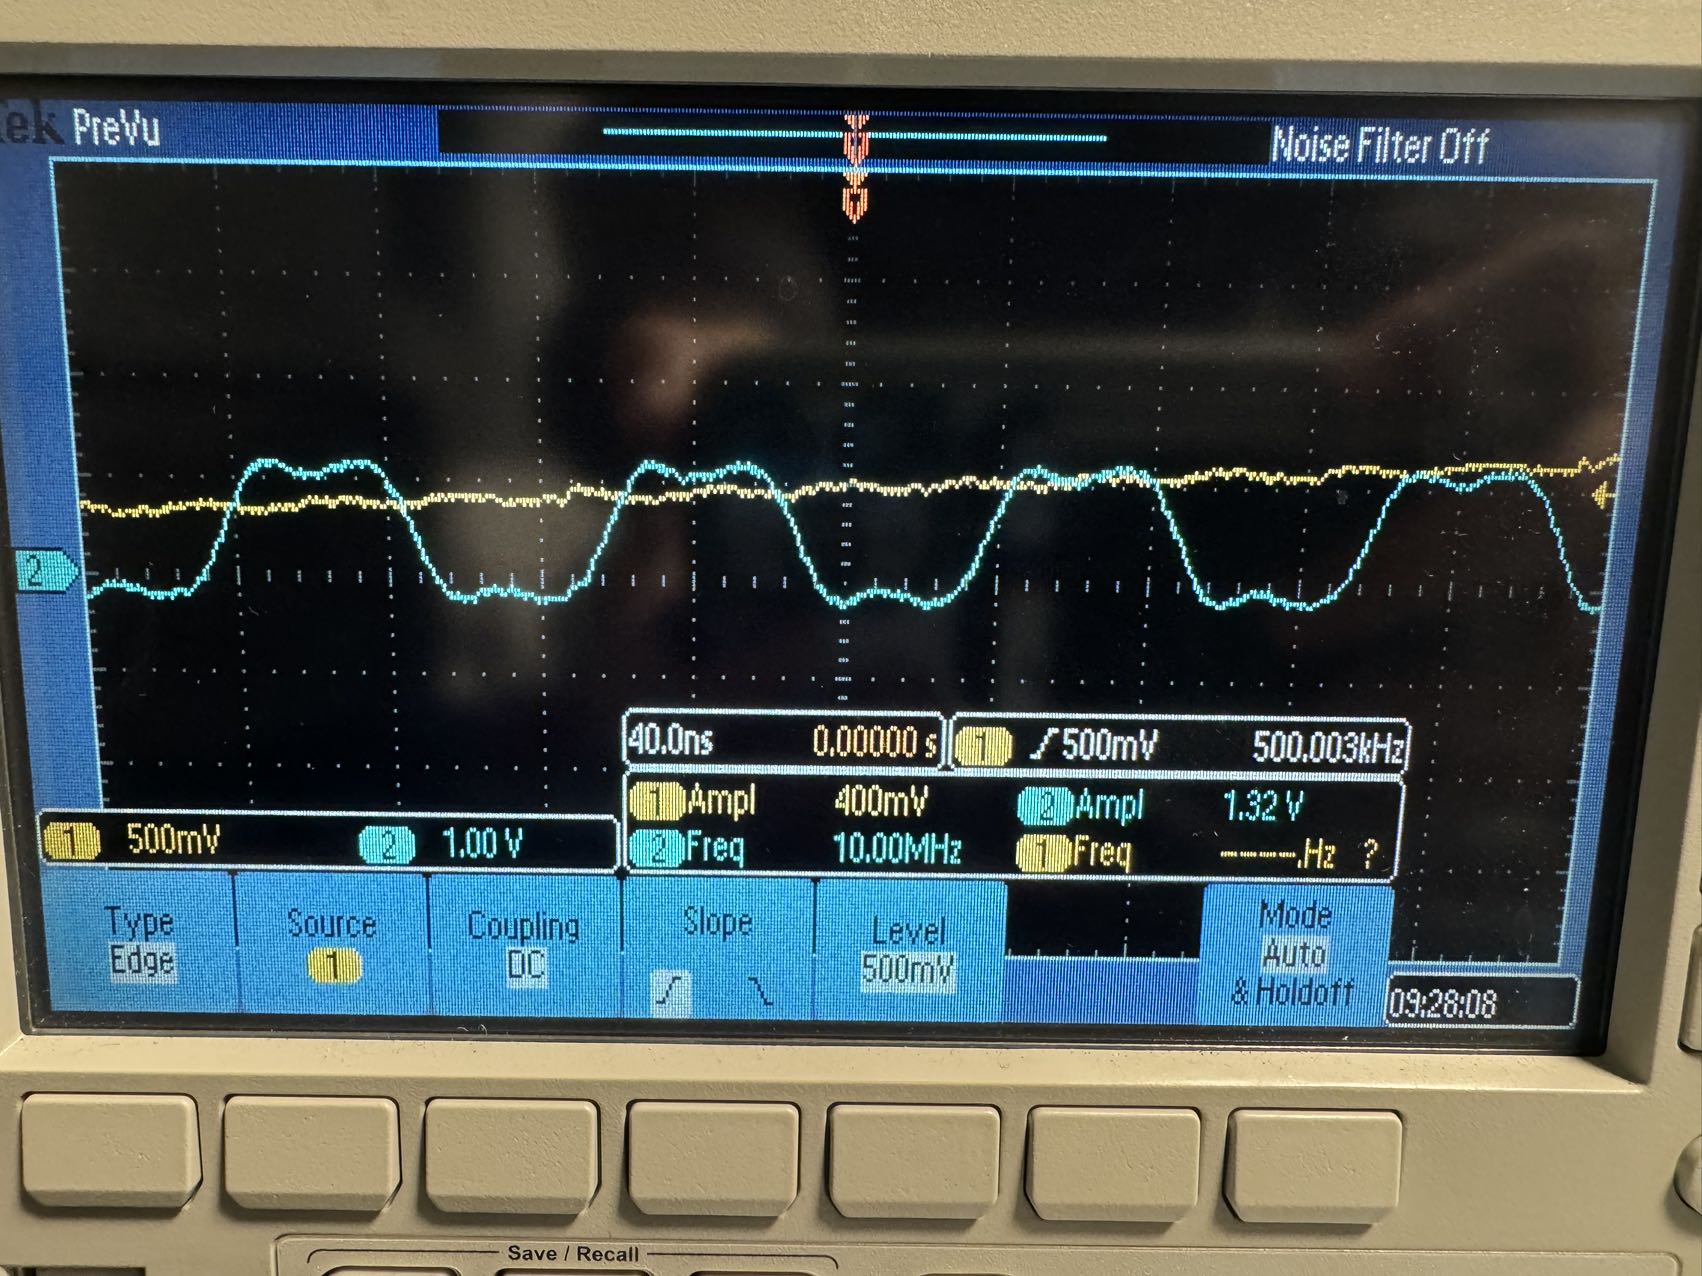 Tek PreVu
Noise Filter Off
2
40.0ns 0.00000 s
1 500mV 500.003kHz
1 Ampl 400mV 2 Ampl 1.32 V
2 Freq 10.00MHz 1 Freq -----.Hz ?
1 500mV 2 1.00 V
Type
Edge
Source
1
Coupling
DC
Slope
Level
500mV
Mode
Auto
& Holdoff
09:28:08
Save / Recall